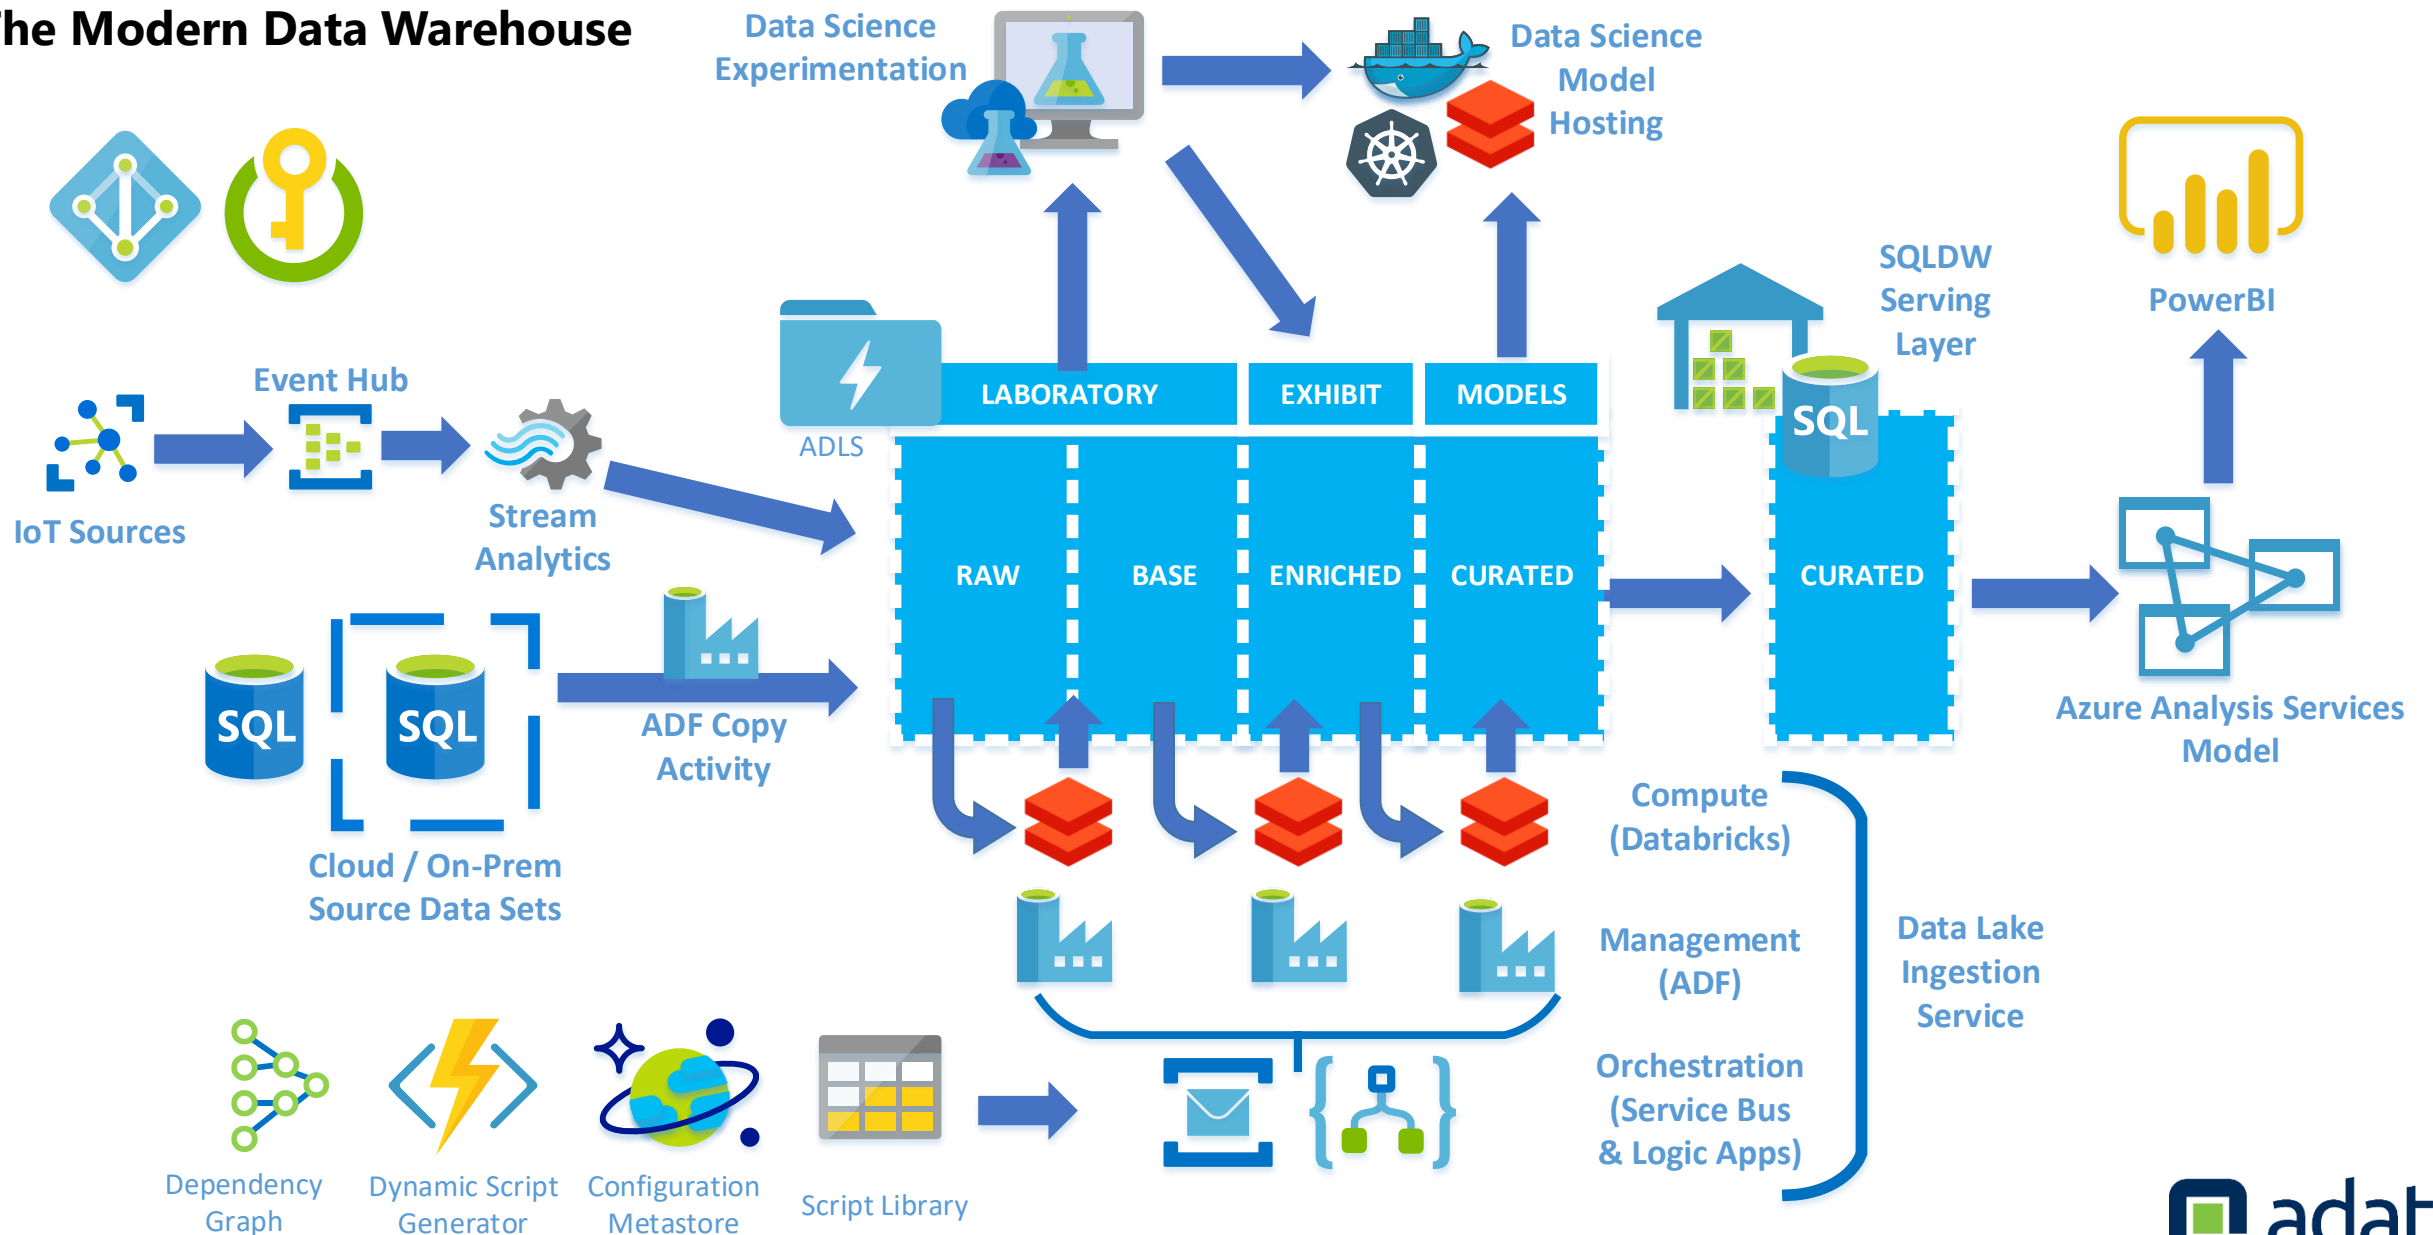 he Modern Data Warehouse
Data Science
Experimentation
Data Science
Model
Hosting
SQLDW
Serving
Layer
PowerBI
Event Hub
IoT Sources
Stream
Analytics
ADLS
LABORATORY
EXHIBIT
MODELS
SQL
RAW
BASE
ENRICHED
CURATED
CURATED
SQL
SQL
ADF Copy
Activity
Cloud / On-Prem
Source Data Sets
Azure Analysis Services
Model
Compute
(Databricks)
Management
(ADF)
Orchestration
(Service Bus
& Logic Apps)
Data Lake
Ingestion
Service
Dependency
Graph
Dynamic Script
Generator
Configuration
Metastore
Script Library